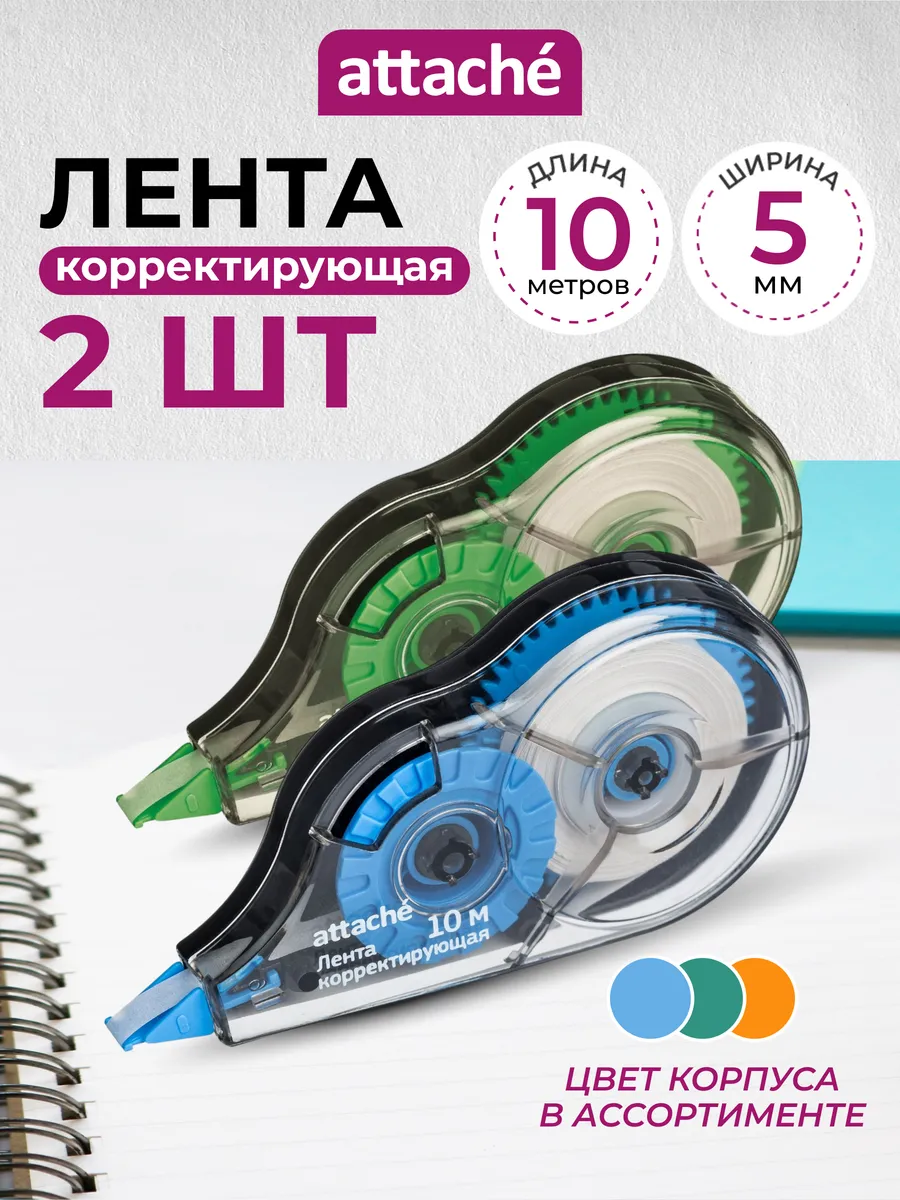 attaché
ЛЕНТА
корректирующая
2 ШТ
ДЛИНА
10
метров
ШИРИНА
5
мм
attaché
10 м
Лента
корректирующая
ЦВЕТ КОРПУСА
В АССОРТИМЕНТЕ